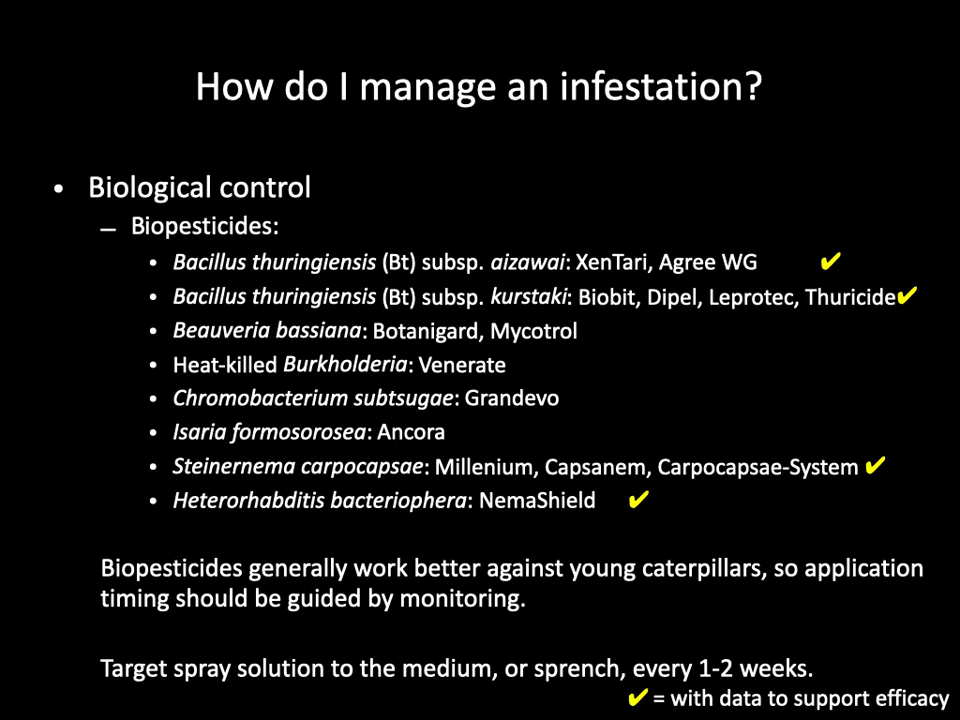 How do I manage an infestation?
• Biological control
– Biopesticides:
• Bacillus thuringiensis (Bt) subsp. aizawai: XenTari, Agree WG ✔
• Bacillus thuringiensis (Bt) subsp. kurstaki: Biobit, Dipel, Leprotec, Thuricide✔
• Beauveria bassiana: Botanigard, Mycotrol
• Heat-killed Burkholderia: Venerate
• Chromobacterium subtsugae: Grandevo
• Isaria formosorosea: Ancora
• Steinernema carpocapsae: Millenium, Capsanem, Carpocapsae-System ✔
• Heterorhabditis bacteriophera: NemaShield ✔
Biopesticides generally work better against young caterpillars, so application
timing should be guided by monitoring.
Target spray solution to the medium, or sprench, every 1-2 weeks.
✔ = with data to support efficacy